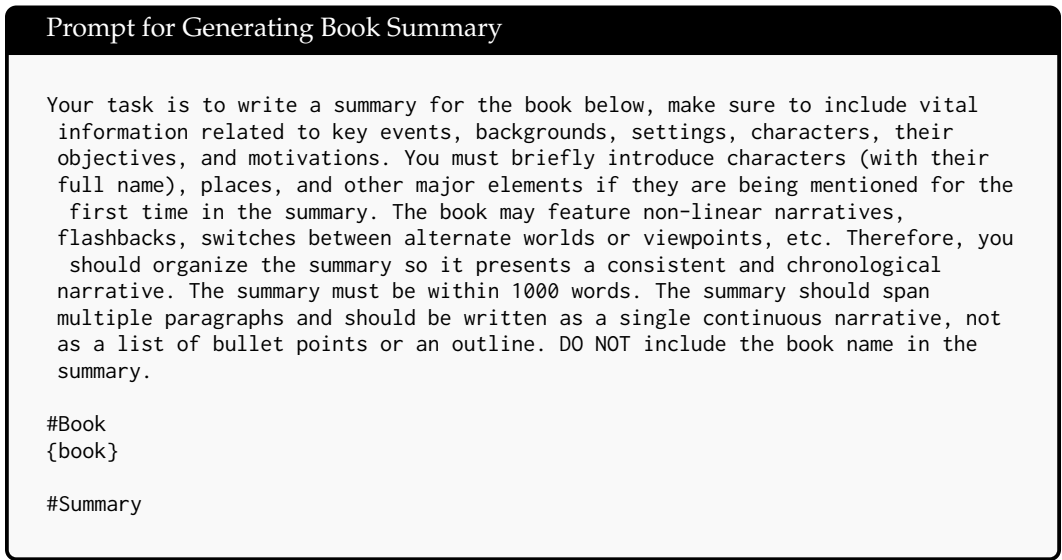 Prompt for Generating Book Summary
Your task is to write a summary for the book below, make sure to include vital
information related to key events, backgrounds, settings, characters, their
objectives, and motivations. You must briefly introduce characters (with their
full name), places, and other major elements if they are being mentioned for the
first time in the summary. The book may feature non-linear narratives,
flashbacks, switches between alternate worlds or viewpoints, etc. Therefore, you
should organize the summary so it presents a consistent and chronological
narrative. The summary must be within 1000 words. The summary should span
multiple paragraphs and should be written as a single continuous narrative, not
as a list of bullet points or an outline. DO NOT include the book name in the
summary.
#Book
{book}
#Summary